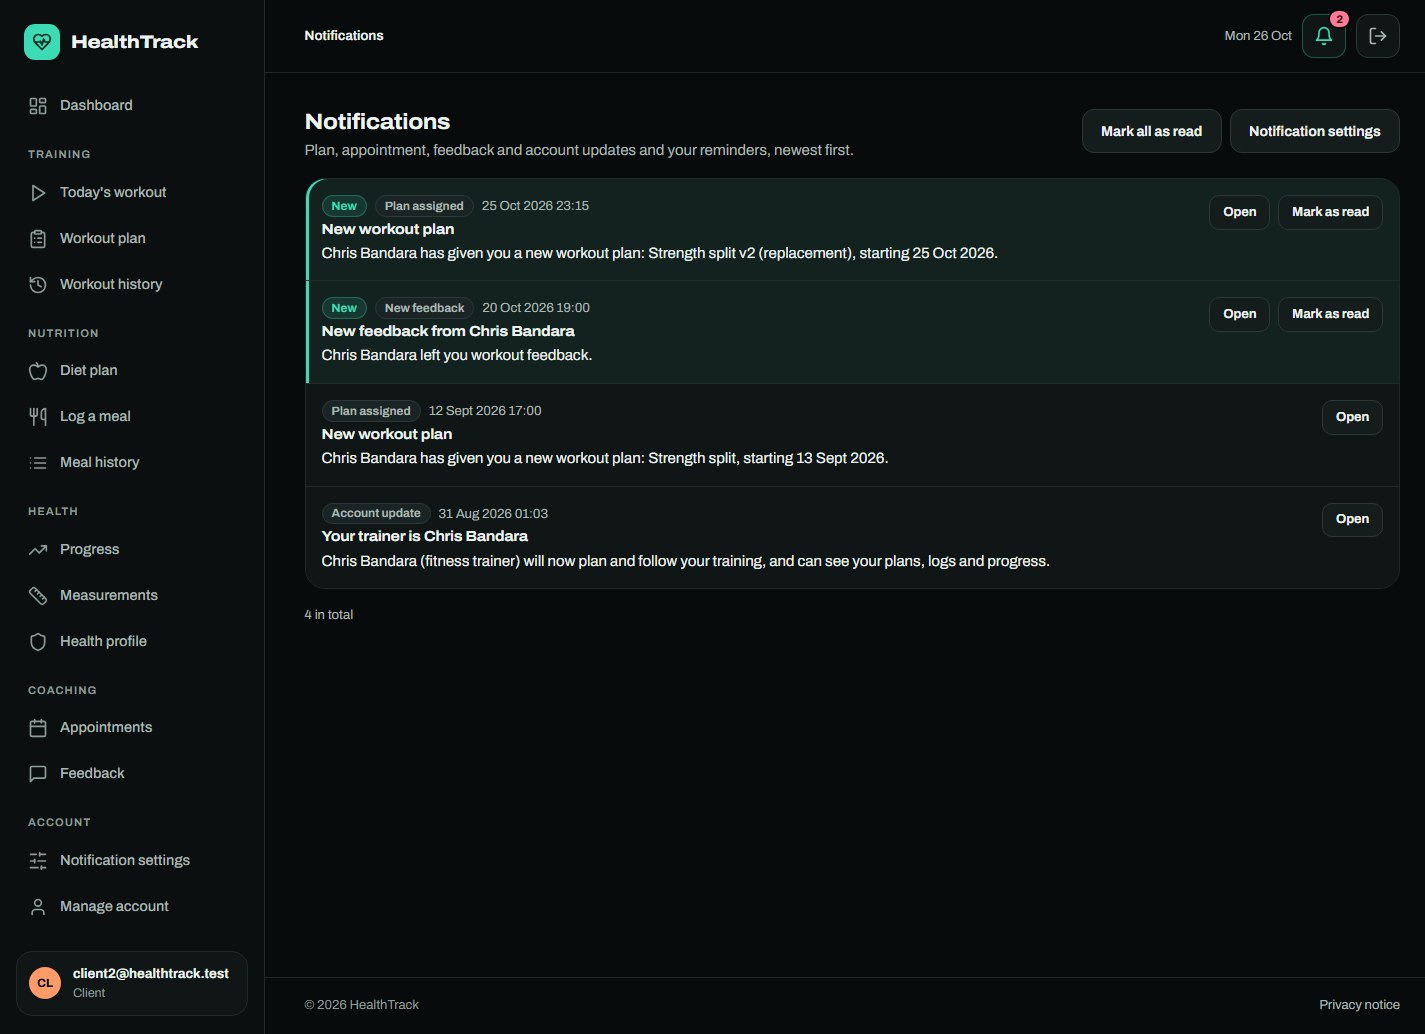 HealthTrack
Dashboard
TRAINING
Today's workout
Workout plan
Workout history
NUTRITION
Diet plan
Log a meal
Meal history
HEALTH
Progress
Measurements
Health profile
COACHING
Appointments
Feedback
ACCOUNT
Notification settings
Manage account
CL
client2@healthtrack.test
Client
Notifications
Mon 26 Oct
2
Notifications
Plan, appointment, feedback and account updates and your reminders, newest first.
Mark all as read
Notification settings
New Plan assigned 25 Oct 2026 23:15
New workout plan
Chris Bandara has given you a new workout plan: Strength split v2 (replacement), starting 25 Oct 2026.
Open Mark as read
New New feedback 20 Oct 2026 19:00
New feedback from Chris Bandara
Chris Bandara left you workout feedback.
Open Mark as read
Plan assigned 12 Sept 2026 17:00
New workout plan
Chris Bandara has given you a new workout plan: Strength split, starting 13 Sept 2026.
Open
Account update 31 Aug 2026 01:03
Your trainer is Chris Bandara
Chris Bandara (fitness trainer) will now plan and follow your training, and can see your plans, logs and progress.
Open
4 in total
© 2026 HealthTrack
Privacy notice